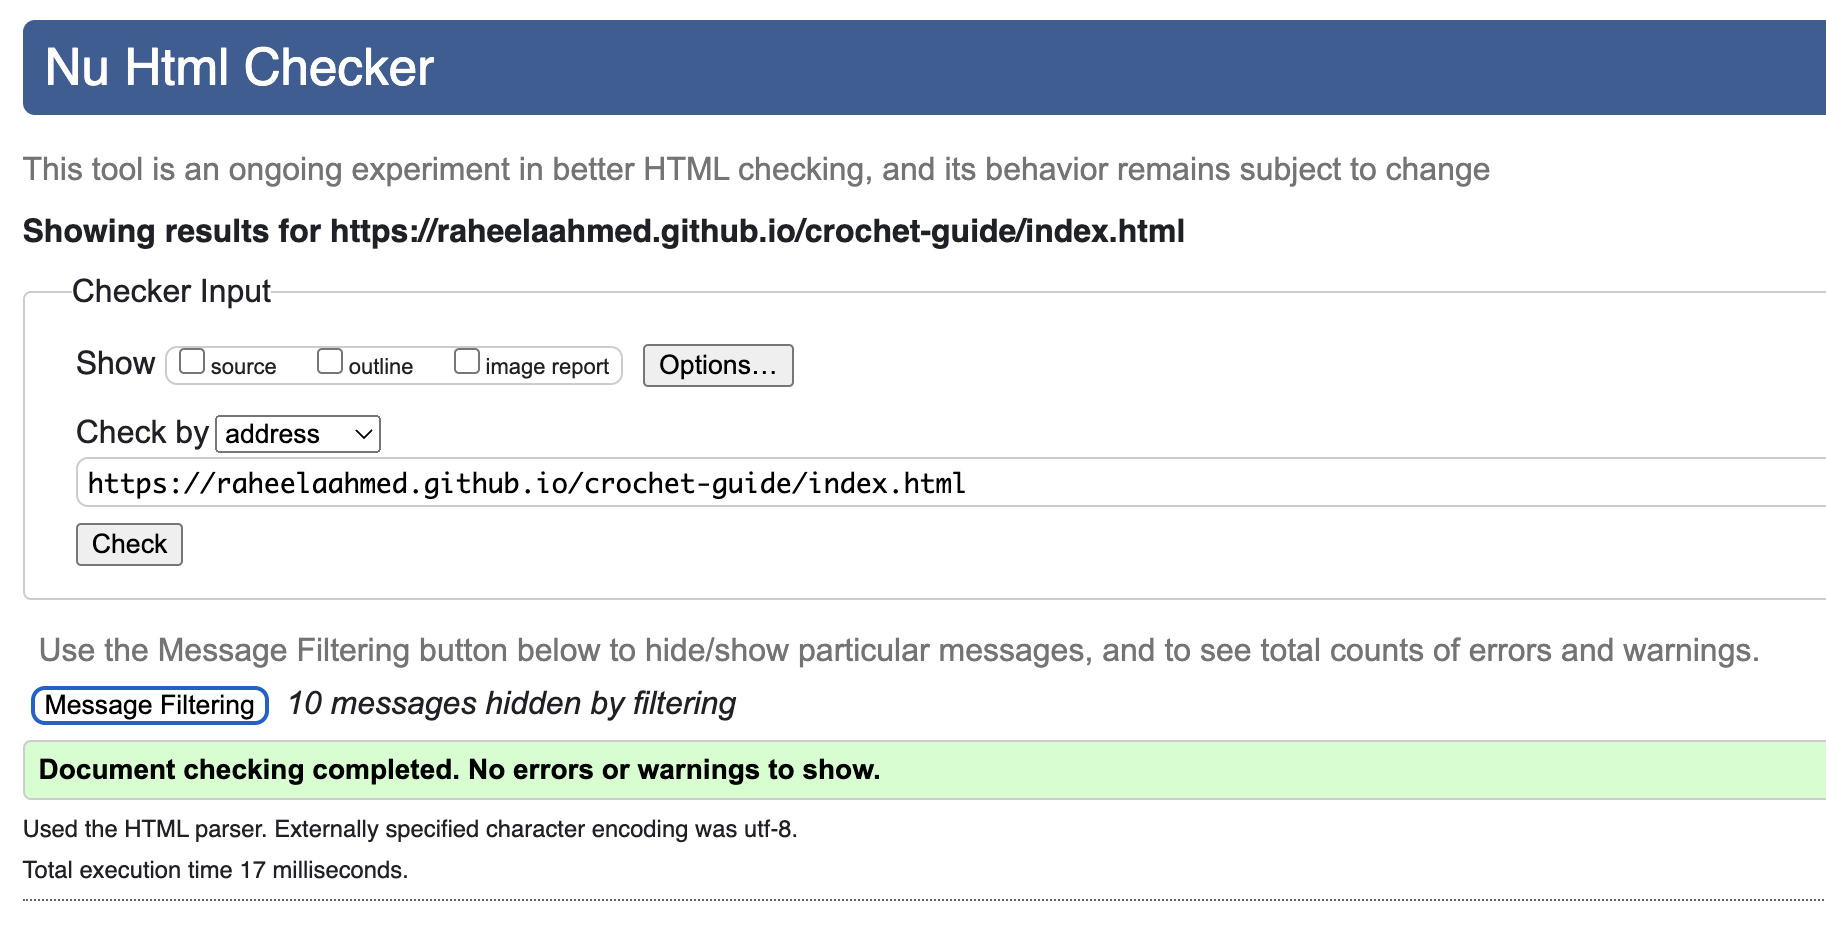 Nu Html Checker
This tool is an ongoing experiment in better HTML checking, and its behavior remains subject to change
Showing results for https://raheelaahmed.github.io/crochet-guide/index.html
Checker Input
Show source outline image report Options...
Check by address
https://raheelaahmed.github.io/crochet-guide/index.html
Check
Use the Message Filtering button below to hide/show particular messages, and to see total counts of errors and warnings.
Message Filtering 10 messages hidden by filtering
Document checking completed. No errors or warnings to show.
Used the HTML parser. Externally specified character encoding was utf-8.
Total execution time 17 milliseconds.